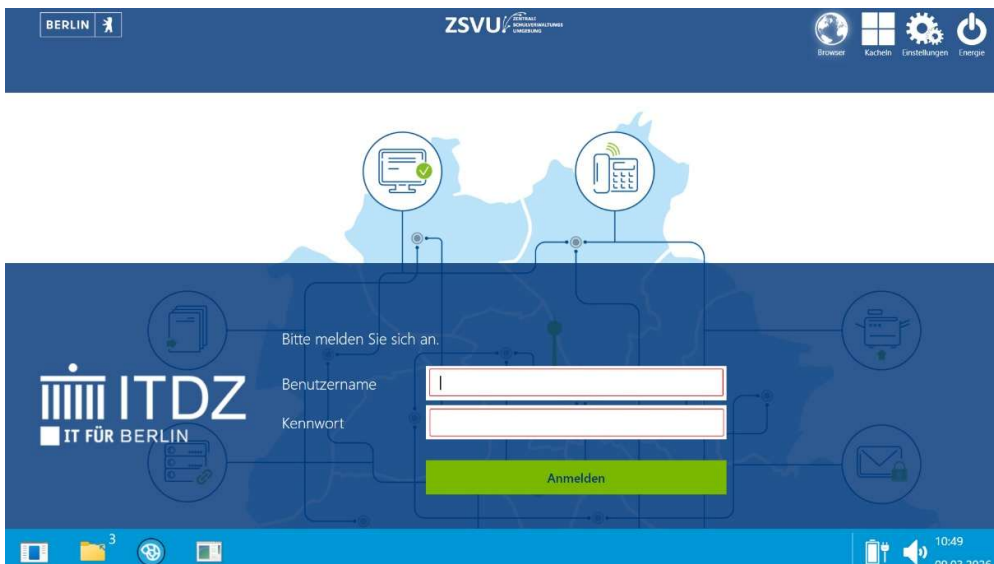 BERLIN
ZSVU
ZENTRALE
SCHULVERWALTUNGS
UMGEBUNG
Browser
Kacheln
Einstellungen
Energie
Bitte melden Sie sich an.
Benutzername
Kennwort
ITDZ
IT FÜR BERLIN
Anmelden
3
10:49